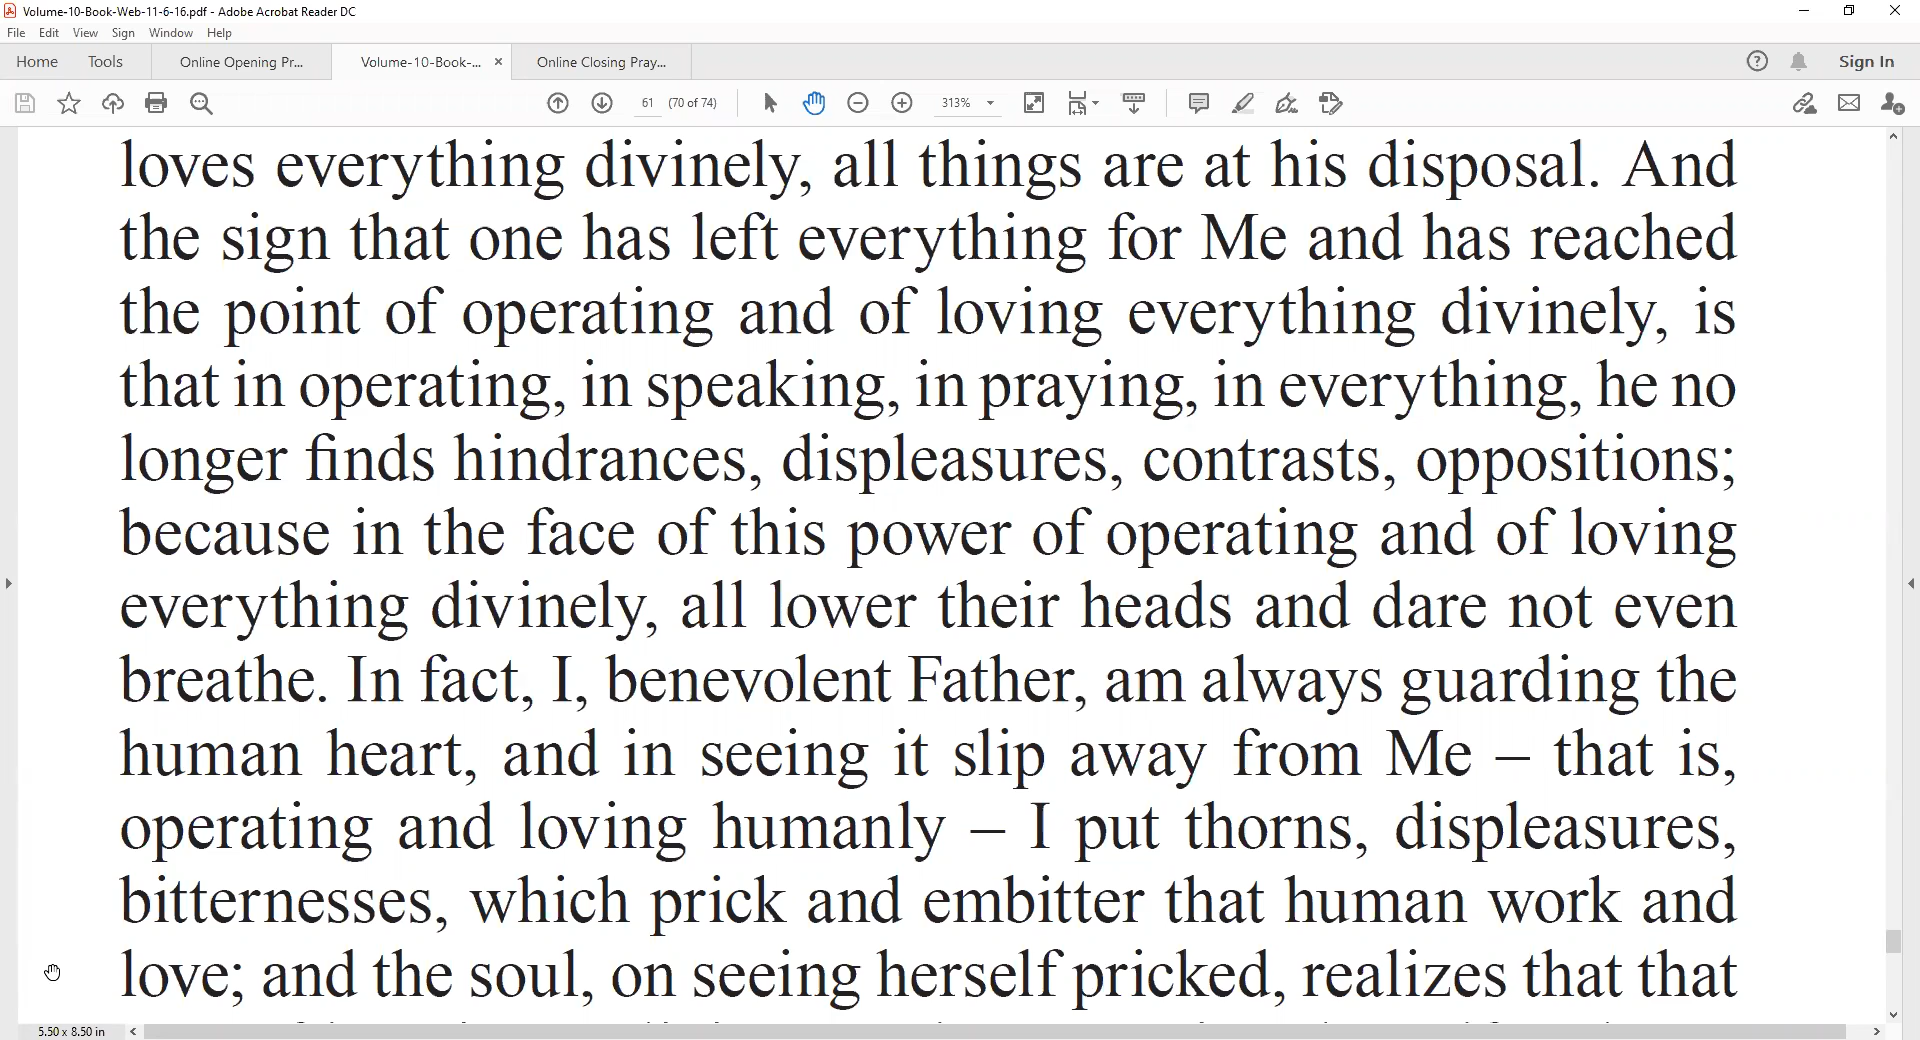 Volume-10-Book-Web-11-6-16.pdf - Adobe Acrobat Reader DC
File Edit View Sign Window Help
Home Tools Online Opening Pr... Volume-10-Book-... × Online Closing Pray... Sign In
61 (70 of 74) 313%
loves everything divinely, all things are at his disposal. And
the sign that one has left everything for Me and has reached
the point of operating and of loving everything divinely, is
that in operating, in speaking, in praying, in everything, he no
longer finds hindrances, displeasures, contrasts, oppositions;
because in the face of this power of operating and of loving
everything divinely, all lower their heads and dare not even
breathe. In fact, I, benevolent Father, am always guarding the
human heart, and in seeing it slip away from Me – that is,
operating and loving humanly – I put thorns, displeasures,
bitternesses, which prick and embitter that human work and
love; and the soul, on seeing herself pricked, realizes that that
5.50 x 8.50 in